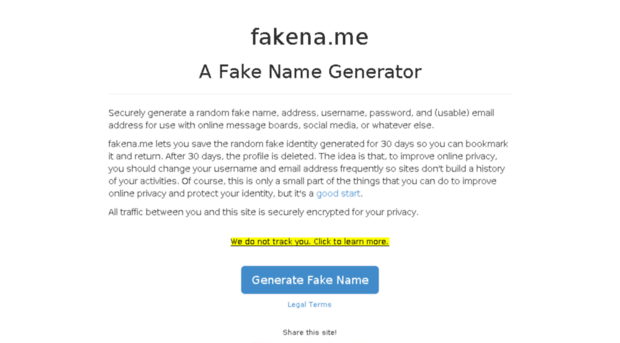 fakena.me
A Fake Name Generator
Securely generate a random fake name, address, username, password, and (usable) email
address for use with online message boards, social media, or whatever else.
fakena.me lets you save the random fake identity generated for 30 days so you can bookmark
it and return. After 30 days, the profile is deleted. The idea is that, to improve online privacy,
you should change your username and email address frequently so sites don't build a history
of your activities. Of course, this is only a small part of the things that you can do to improve
online privacy and protect your identity, but it's a good start.
All traffic between you and this site is securely encrypted for your privacy.
We do not track you. Click to learn more.
Generate Fake Name
Legal Terms
Share this site!